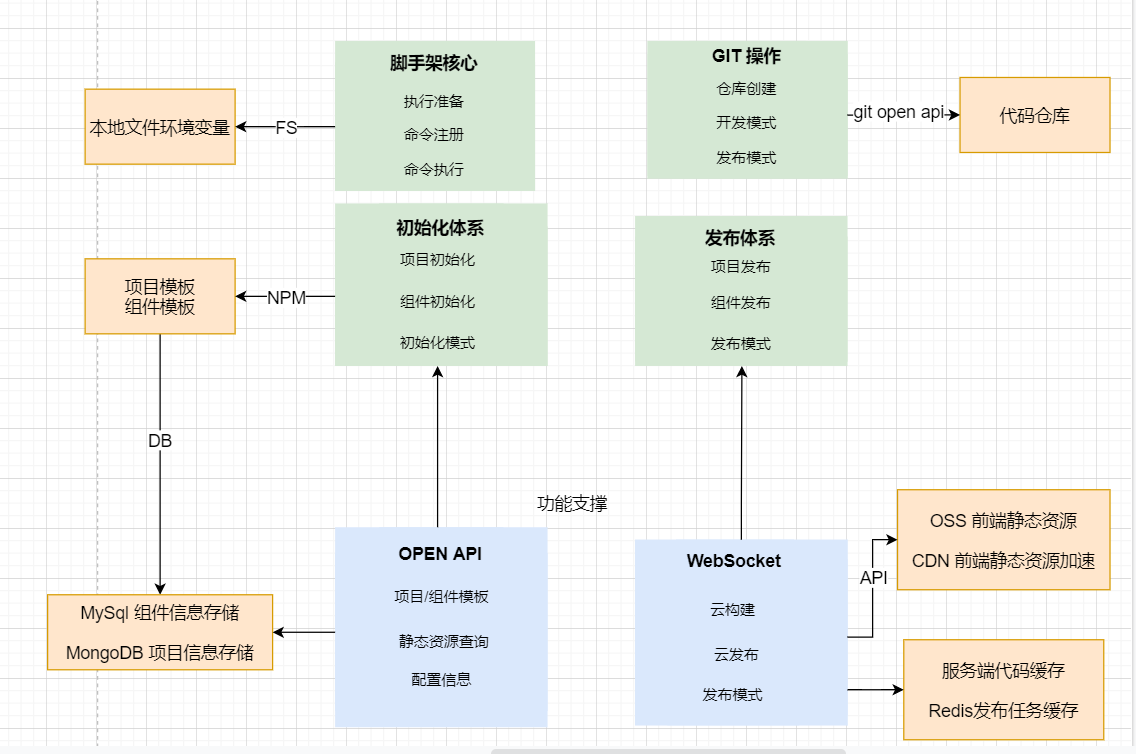 脚手架核心
执行准备
命令注册
命令执行
本地文件环境变量
FS
GIT 操作
仓库创建
开发模式
发布模式
git open api
代码仓库
初始化体系
项目初始化
组件初始化
初始化模式
项目模板
组件模板
NPM
发布体系
项目发布
组件发布
发布模式
DB
功能支撑
OPEN API
项目/组件模板
静态资源查询
配置信息
MySql 组件信息存储
MongoDB 项目信息存储
WebSocket
云构建
云发布
发布模式
API
OSS 前端静态资源
CDN 前端静态资源加速
服务端代码缓存
Redis发布任务缓存